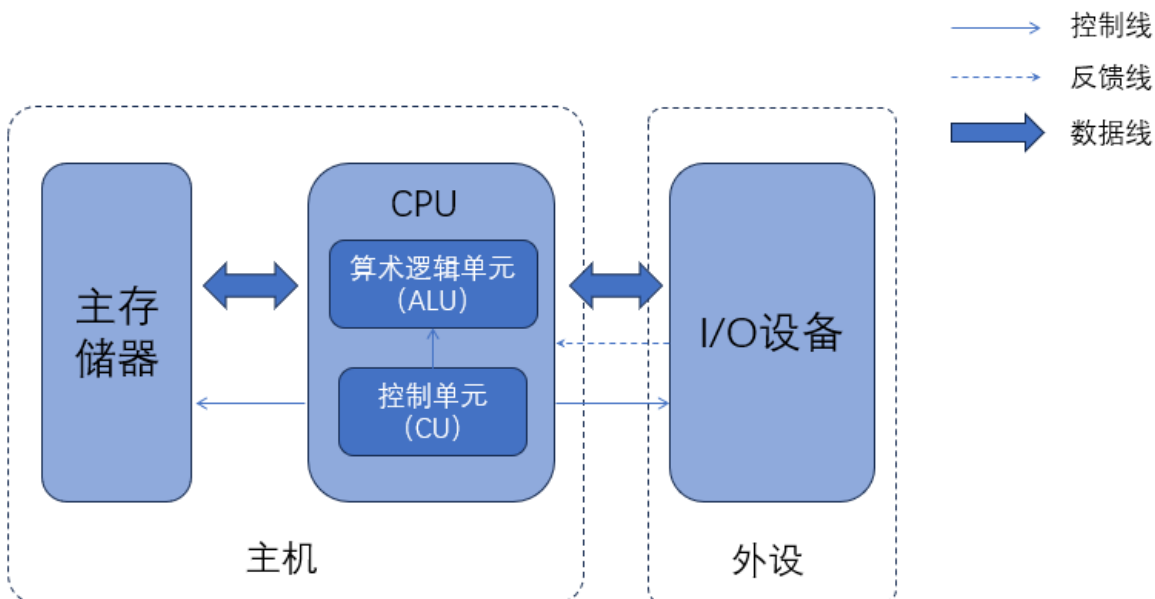 控制线
反馈线
数据线
CPU
算术逻辑单元
（ALU）
主存
储器
I/O设备
控制单元
（CU）
主机
外设